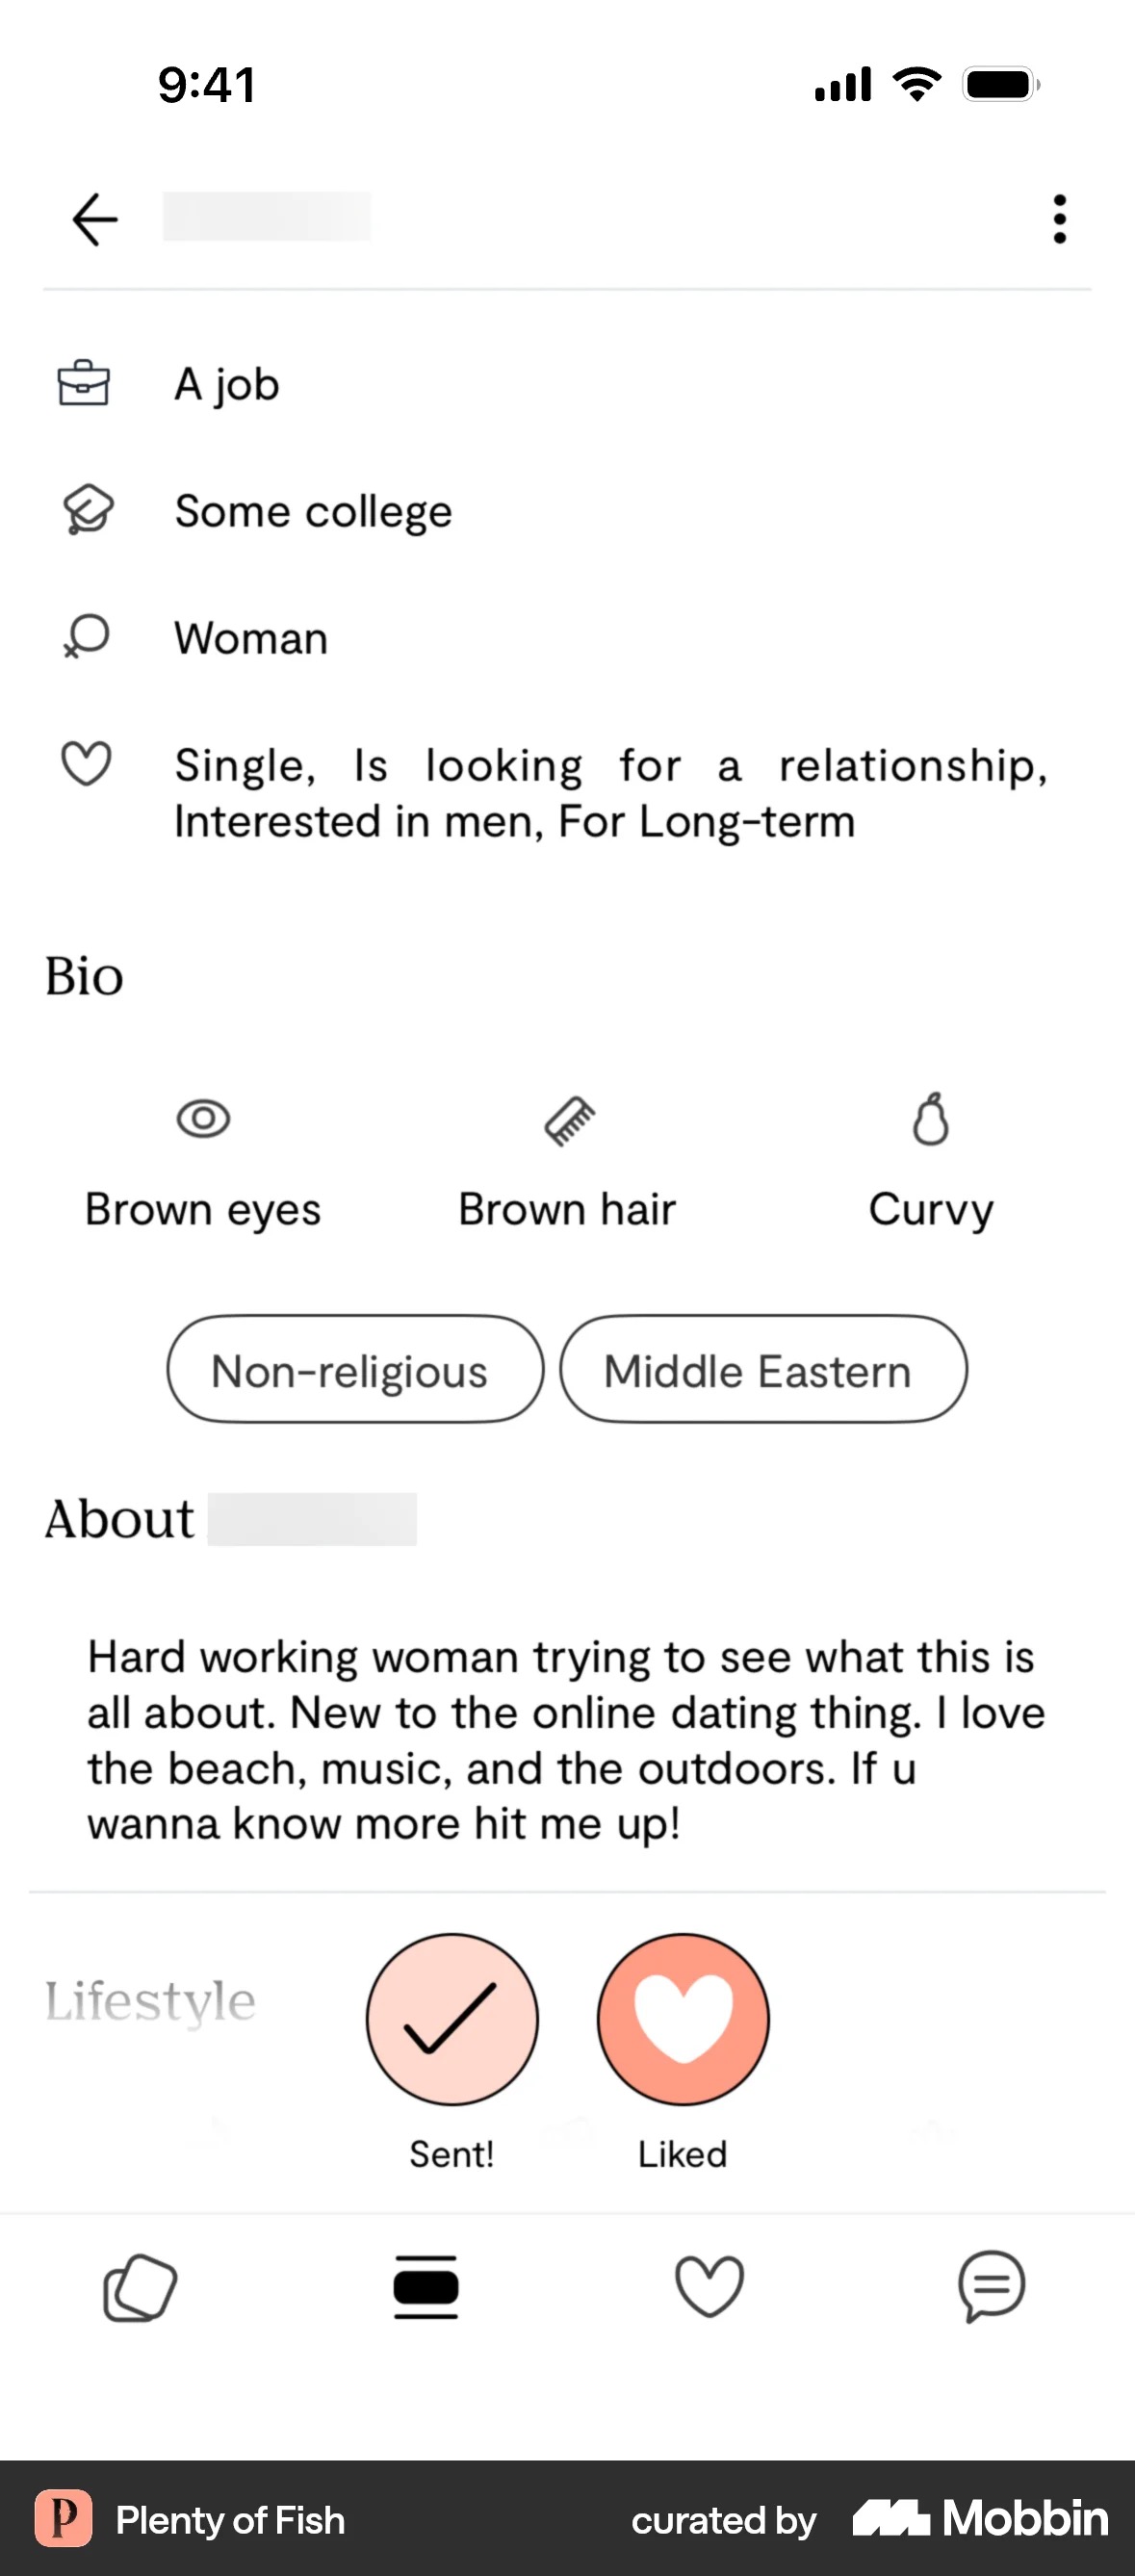 9:41
A job
Some college
Woman
Single, Is looking for a relationship,
Interested in men, For Long-term
Bio
Brown eyes Brown hair Curvy
Non-religious Middle Eastern
About
Hard working woman trying to see what this is
all about. New to the online dating thing. I love
the beach, music, and the outdoors. If u
wanna know more hit me up!
Lifestyle
Sent! Liked
P Plenty of Fish curated by Mobbin